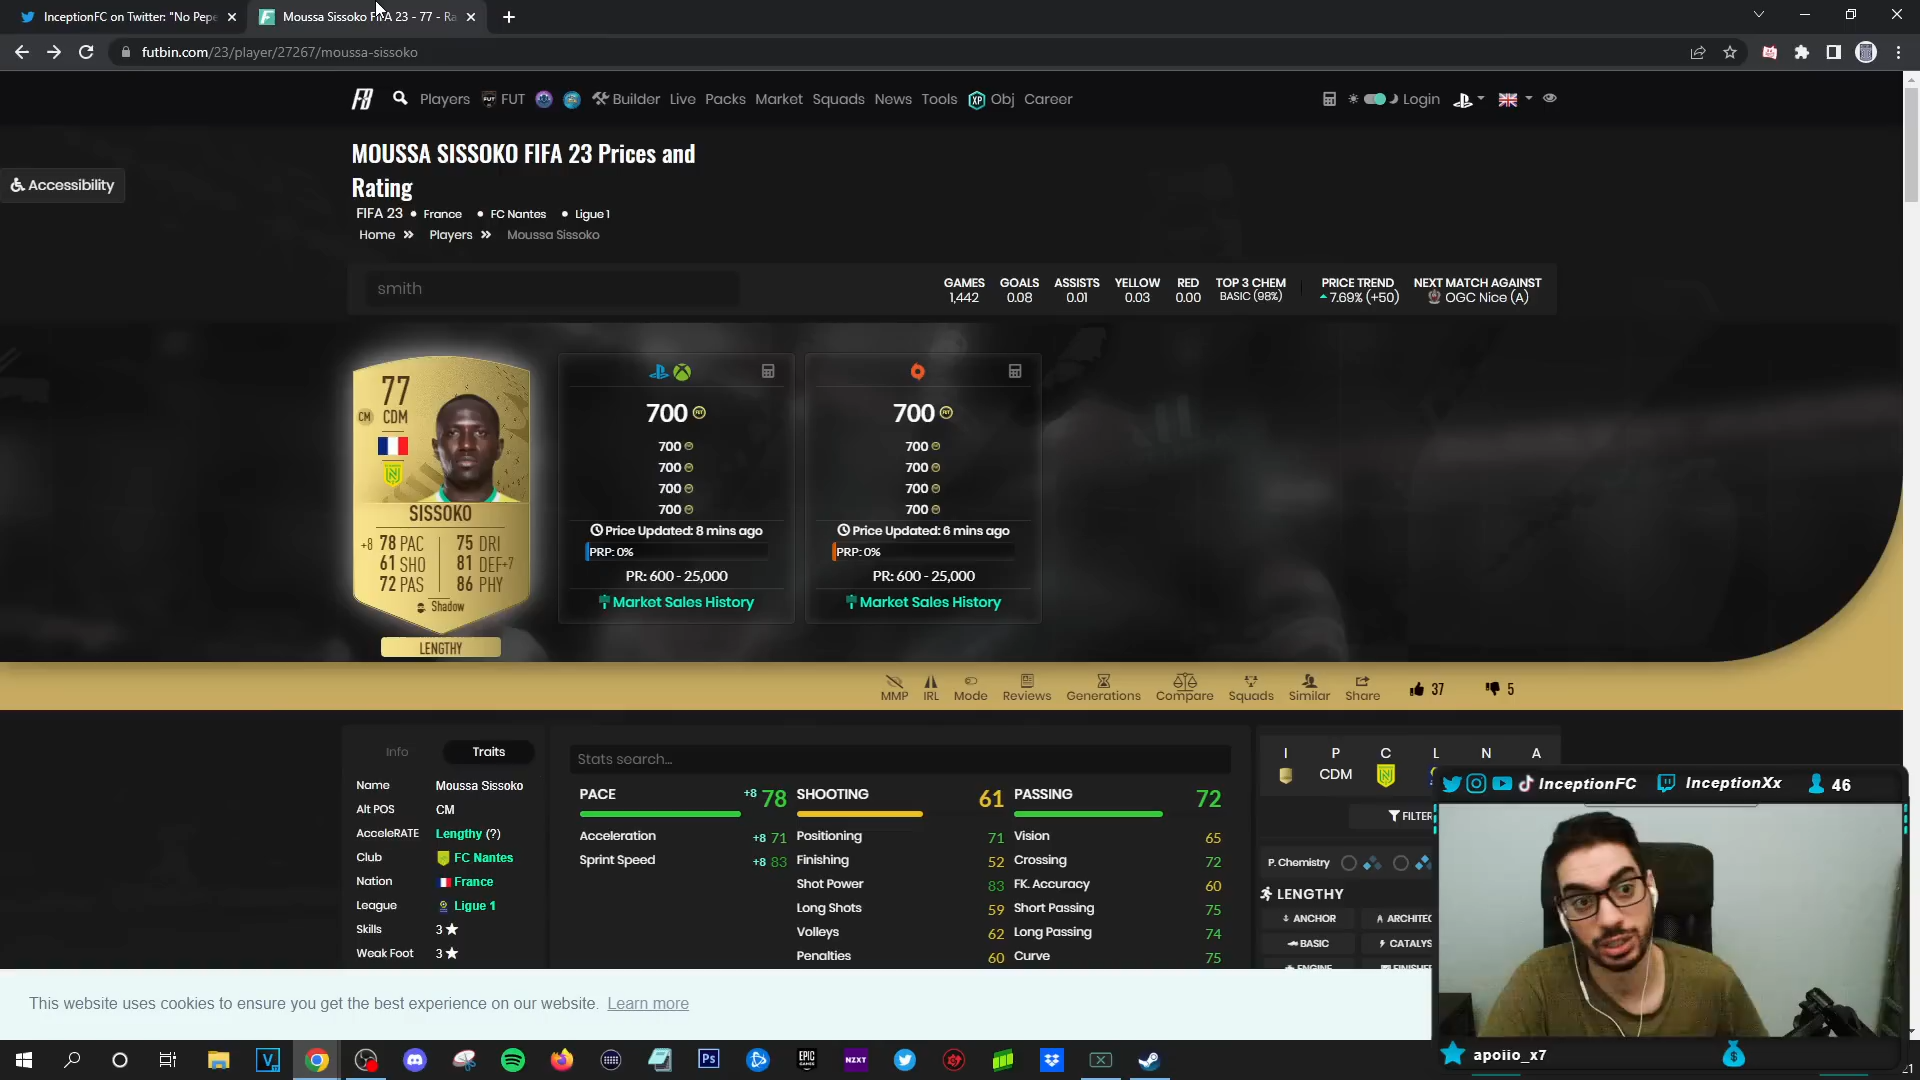 InceptionFC on Twitter: "No Pepe
Moussa Sissoko FIFA 23 - 77 - Ra
futbin.com/23/player/27267/moussa-sissoko
Players FUT Builder Live Packs Market Squads News Tools XP Obj Career
Login
MOUSSA SISSOKO FIFA 23 Prices and
Rating
Accessibility
FIFA 23 • France • FC Nantes • Ligue 1
Home » Players » Moussa Sissoko
smith
GAMES GOALS ASSISTS YELLOW RED TOP 3 CHEM PRICE TREND NEXT MATCH AGAINST
1,442 0.08 0.01 0.03 0.00 BASIC (98%) 7.69% (+50) OGC Nice (A)
77
CM CDM
SISSOKO
+8 78 PAC 75 DRI
61 SHO 81 DEF+7
72 PAS 86 PHY
Shadow
LENGTHY
700
700
700
700
700
Price Updated: 8 mins ago
PRP: 0%
PR: 600 - 25,000
Market Sales History
700
700
700
700
700
Price Updated: 6 mins ago
PRP: 0%
PR: 600 - 25,000
Market Sales History
MMP IRL Mode Reviews Generations Compare Squads Similar Share 37 5
Info Traits
Name Moussa Sissoko
Alt POS CM
AcceleRATE Lengthy (?)
Club FC Nantes
Nation France
League Ligue 1
Skills 3
Weak Foot 3
Stats search...
PACE +8 78
Acceleration +8 71
Sprint Speed +8 83
SHOOTING 61
Positioning 71
Finishing 52
Shot Power 83
Long Shots 59
Volleys 62
Penalties 60
PASSING 72
Vision 65
Crossing 72
FK. Accuracy 60
Short Passing 75
Long Passing 74
Curve 75
I P C L N A
CDM
FILTER
P. Chemistry
LENGTHY
ANCHOR ARCHITEC
BASIC CATALYS
ENGINE FINISHE
InceptionFC InceptionXx 46
This website uses cookies to ensure you get the best experience on our website. Learn more
apoiio_x7
V
Ps
EPIC GAMES
NZXT